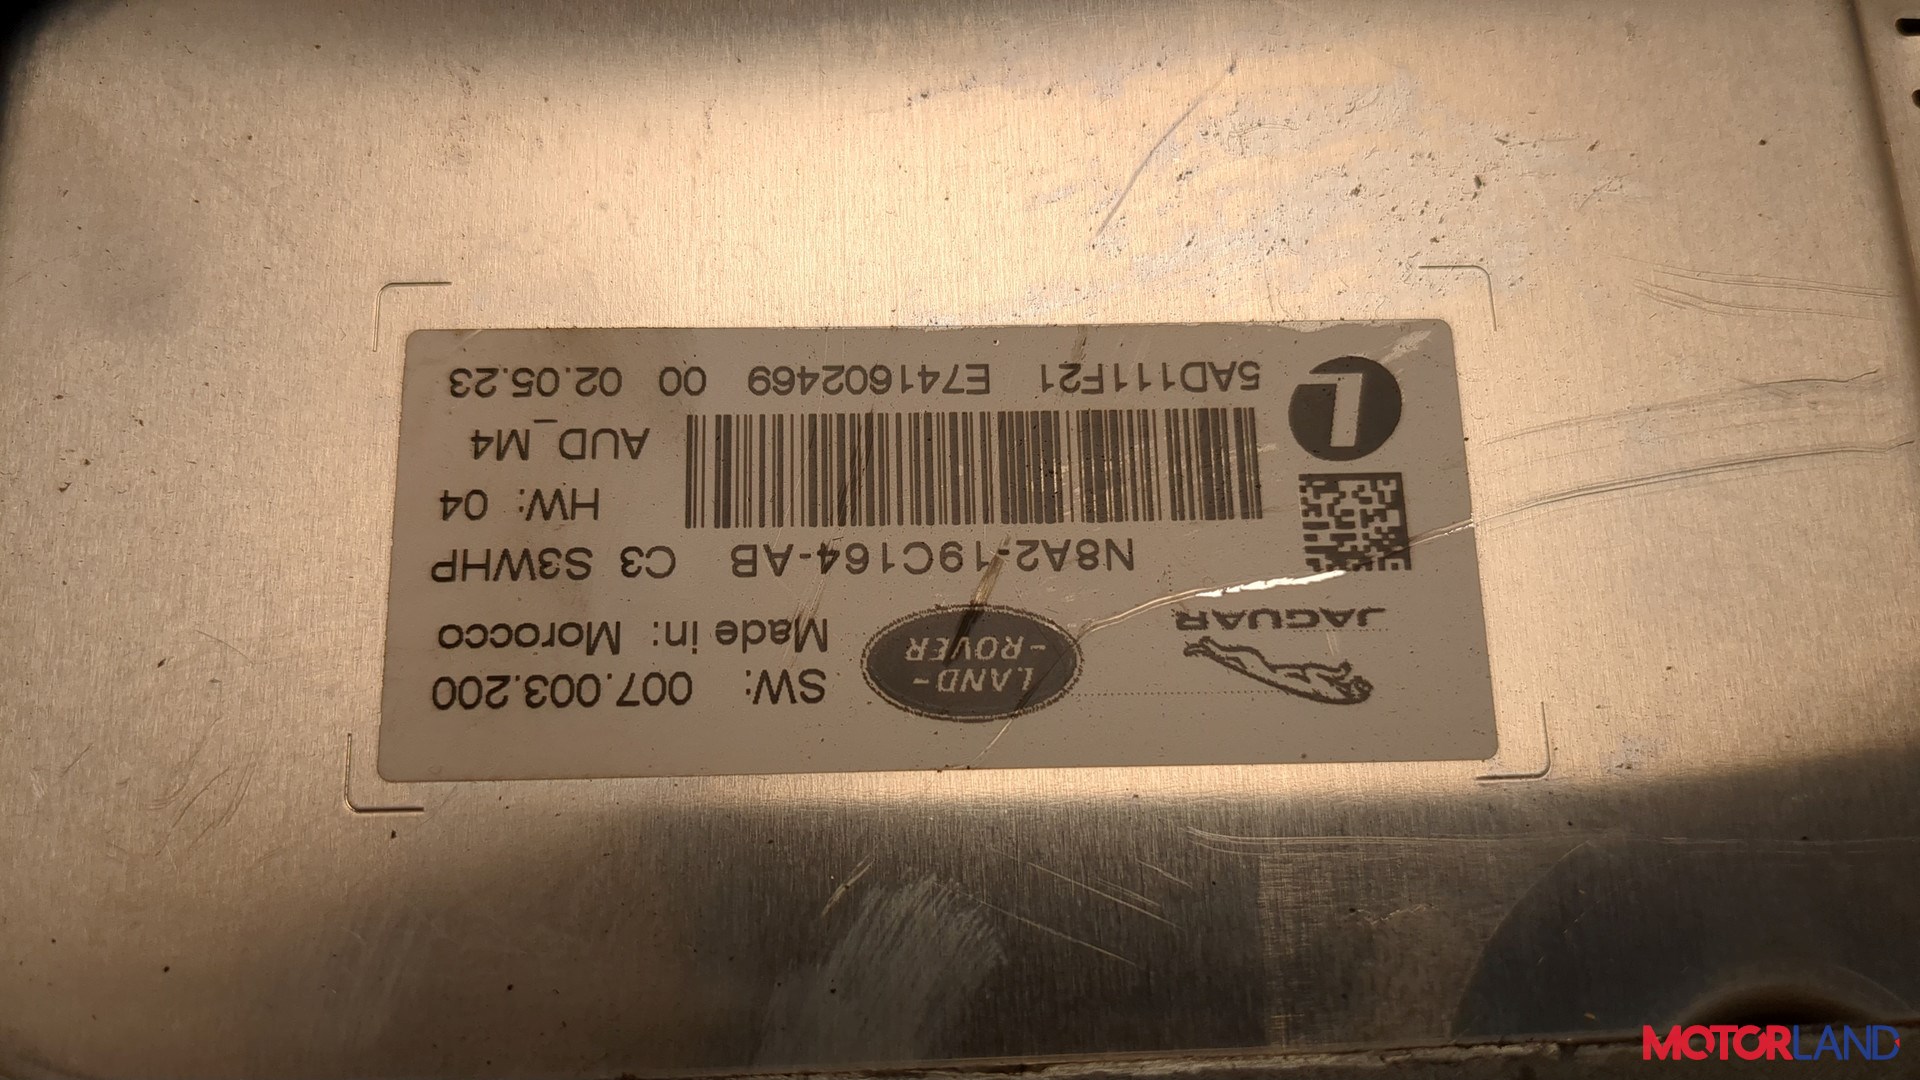 SW: 007.003.200
LAND-
-ROVER
JAGUAR
Made in: Morocco
N8A2-19C164-AB C3 S3WHP
HW: 04
AUD_M4
L
5AD111F21 E741602469 00 02.05.23
MOTORLAND